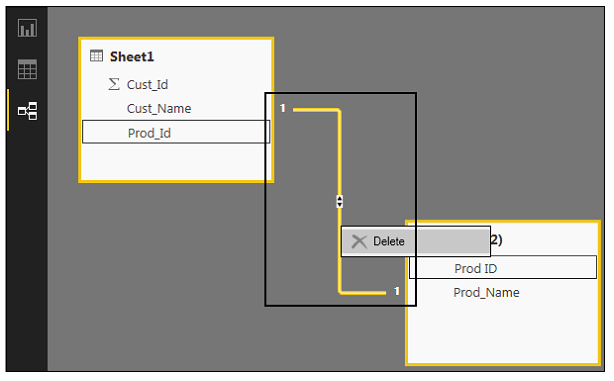 Sheet1
Σ Cust_Id
Cust_Name
Prod_Id
1
Delete
2)
Prod ID
1
Prod_Name